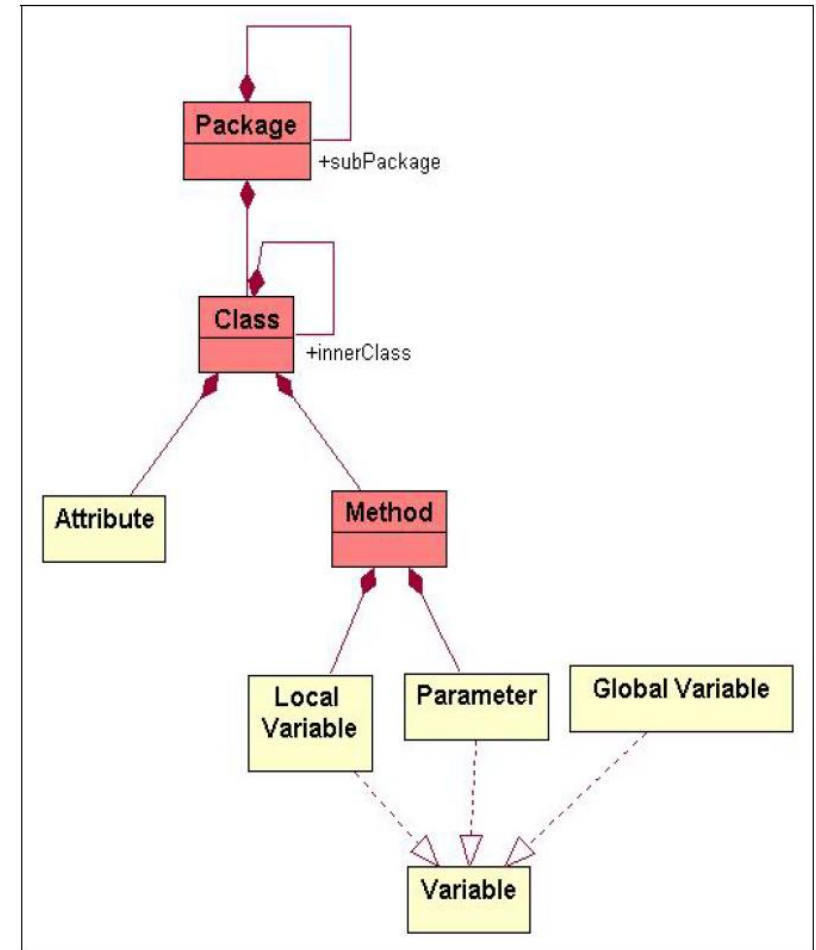 Package
+subPackage
Class
+innerClass
Attribute
Method
Local
Variable
Parameter
Global Variable
Variable